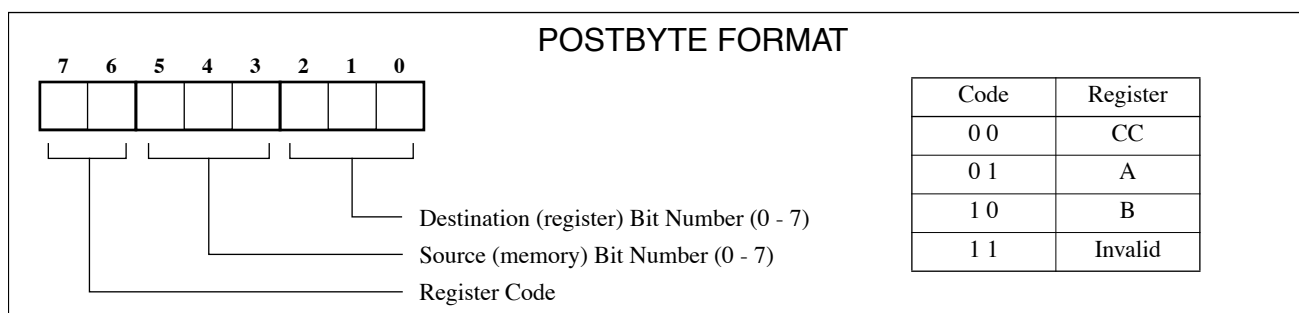 POSTBYTE FORMAT
7 6 5 4 3 2 1 0
Destination (register) Bit Number (0 - 7)
Source (memory) Bit Number (0 - 7)
Register Code
Code Register
0 0 CC
0 1 A
1 0 B
1 1 Invalid